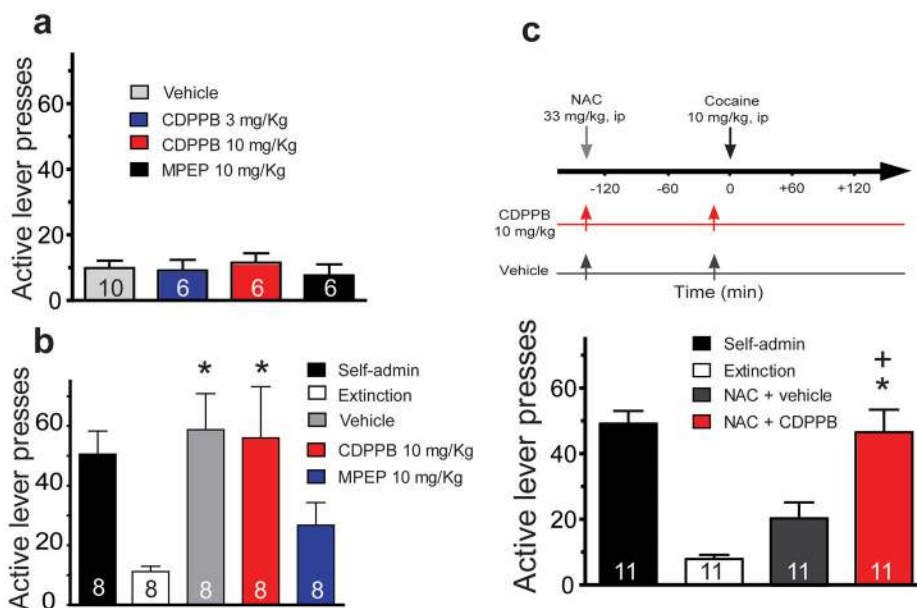 a
Active lever presses
60
40
20
0
Vehicle
CDPPB 3 mg/Kg
CDPPB 10 mg/Kg
MPEP 10 mg/Kg
10 6 6 6
b
Active lever presses
60
40
20
0
Self-admin
Extinction
Vehicle
CDPPB 10 mg/Kg
MPEP 10 mg/Kg
* *
8 8 8 8 8
c
NAC
33 mg/kg, ip
Cocaine
10 mg/kg, ip
-120 -60 0 +60 +120
CDPPB
10 mg/kg
Vehicle
Time (min)
Active lever presses
60
40
20
0
Self-admin
Extinction
NAC + vehicle
NAC + CDPPB
+
*
11 11 11 11